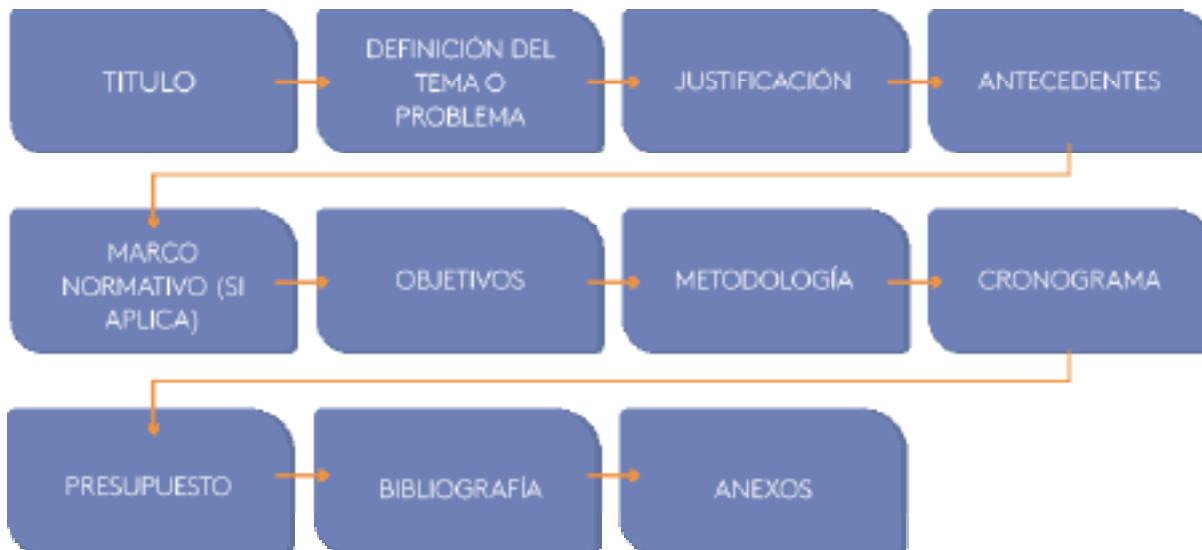 TITULO
DEFINICIÓN DEL
TEMA O
PROBLEMA
JUSTIFICACIÓN
ANTECEDENTES
MARCO
NORMATIVO (SI
APLICA)
OBJETIVOS
METODOLOGÍA
CRONOGRAMA
PRESUPUESTO
BIBLIOGRAFÍA
ANEXOS